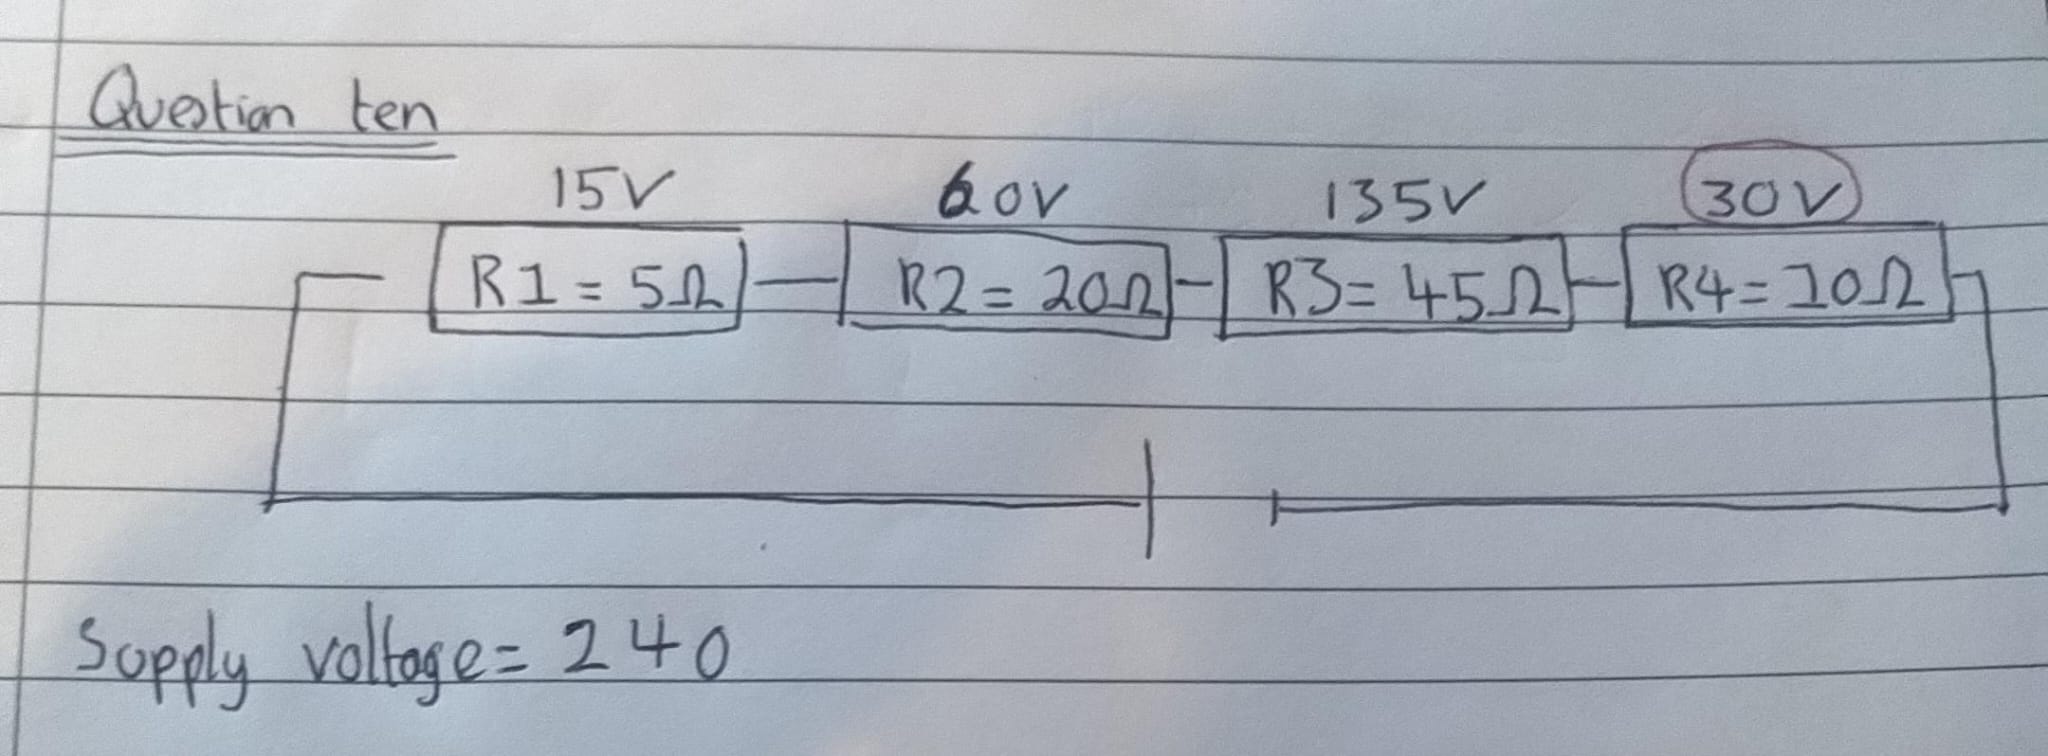 Question ten
15V 60V 135V 30V
R1 = 5Ω R2 = 20Ω R3 = 45Ω R4 = 10Ω
Supply voltage = 240